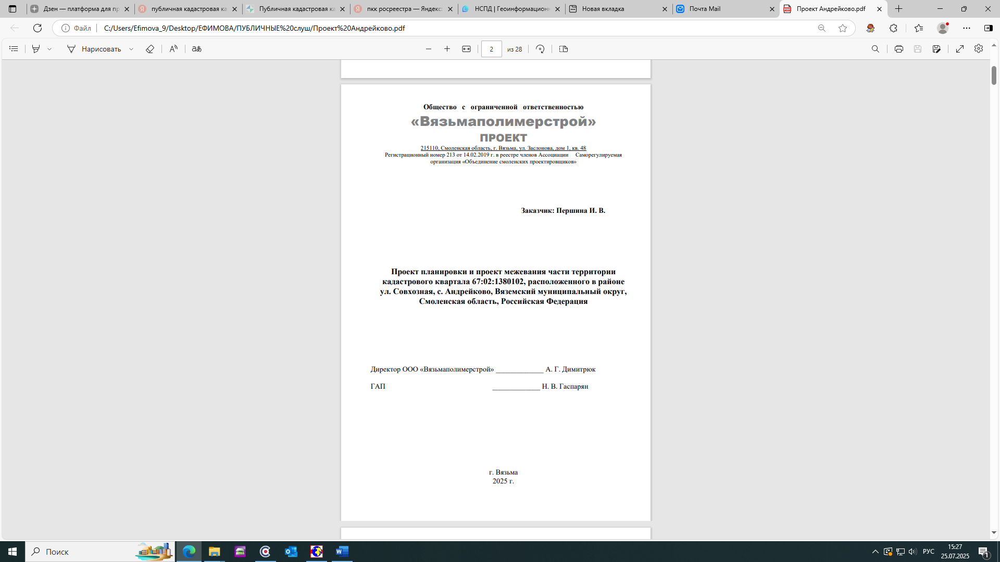 Дзен — платформа для пр
публичная кадастровая ка
Публичная кадастровая ка
пкк росреестра — Яндекс:
НСПД | Геоинформационн
Новая вкладка
Почта Mail
Проект Андрейково.pdf
Файл
C:/Users/Efimova_9/Desktop/ЕФИМОВА/ПУБЛИЧНЫЕ%20слуш/Проект%20Андрейково.pdf
Нарисовать
2
из 28
Общество с ограниченной ответственностью
«Вязьмаполимерстрой»
ПРОЕКТ
215110, Смоленская область, г. Вязьма, ул. Заслонова, дом 1, кв. 48
Регистрационный номер 213 от 14.02.2019 г. в реестре членов Ассоциации Саморегулируемая
организация «Объединение смоленских проектировщиков»
Заказчик: Першина И. В.
Проект планировки и проект межевания части территории
кадастрового квартала 67:02:1380102, расположенного в районе
ул. Совхозная, с. Андрейково, Вяземский муниципальный округ,
Смоленская область, Российская Федерация
Директор ООО «Вязьмаполимерстрой» _____________ А. Г. Димитрюк
ГАП _____________ Н. В. Гаспарян
г. Вязьма
2025 г.
Поиск
РУС
15:27
25.07.2025
1